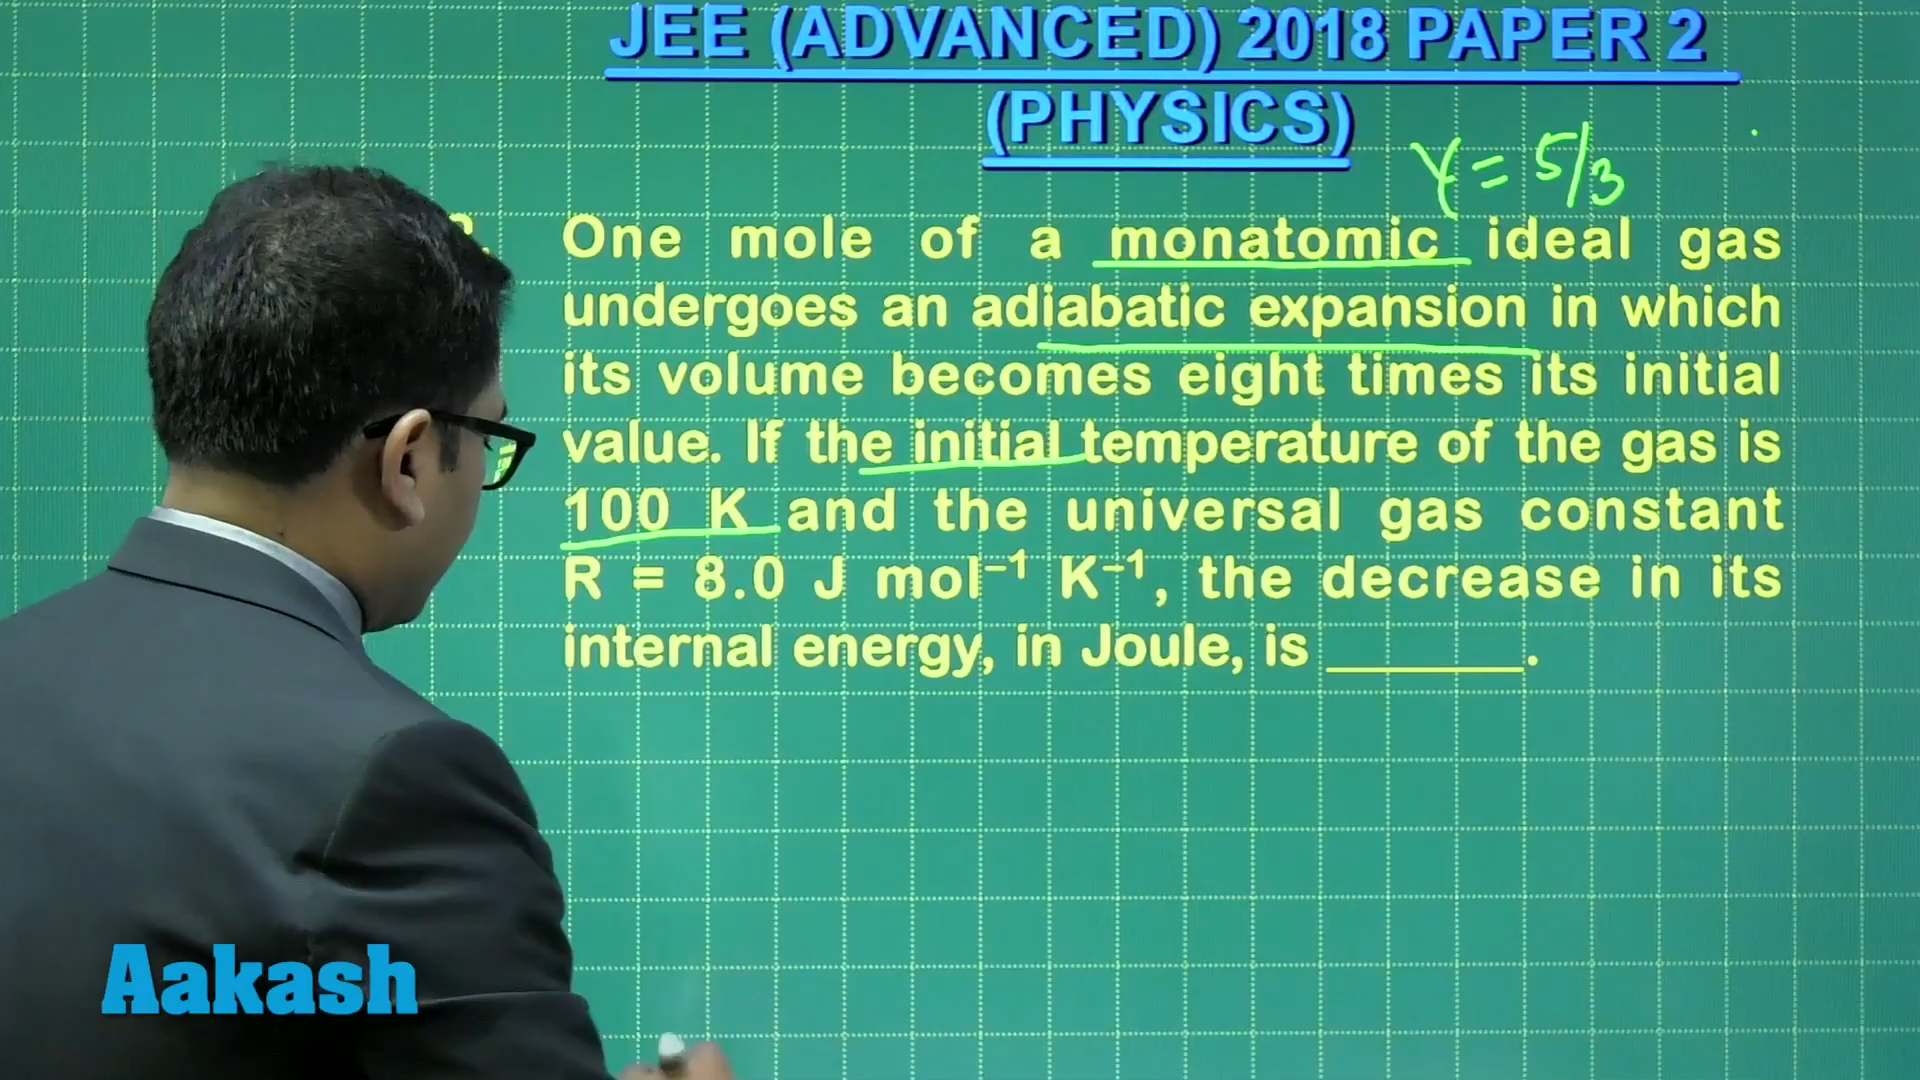 JEE (ADVANCED) 2018 PAPER 2
(PHYSICS)
γ = 5/3
One mole of a monatomic ideal gas
undergoes an adiabatic expansion in which
its volume becomes eight times its initial
value. If the initial temperature of the gas is
100 K and the universal gas constant
R = 8.0 J mol⁻¹ K⁻¹, the decrease in its
internal energy, in Joule, is ______.
Aakash